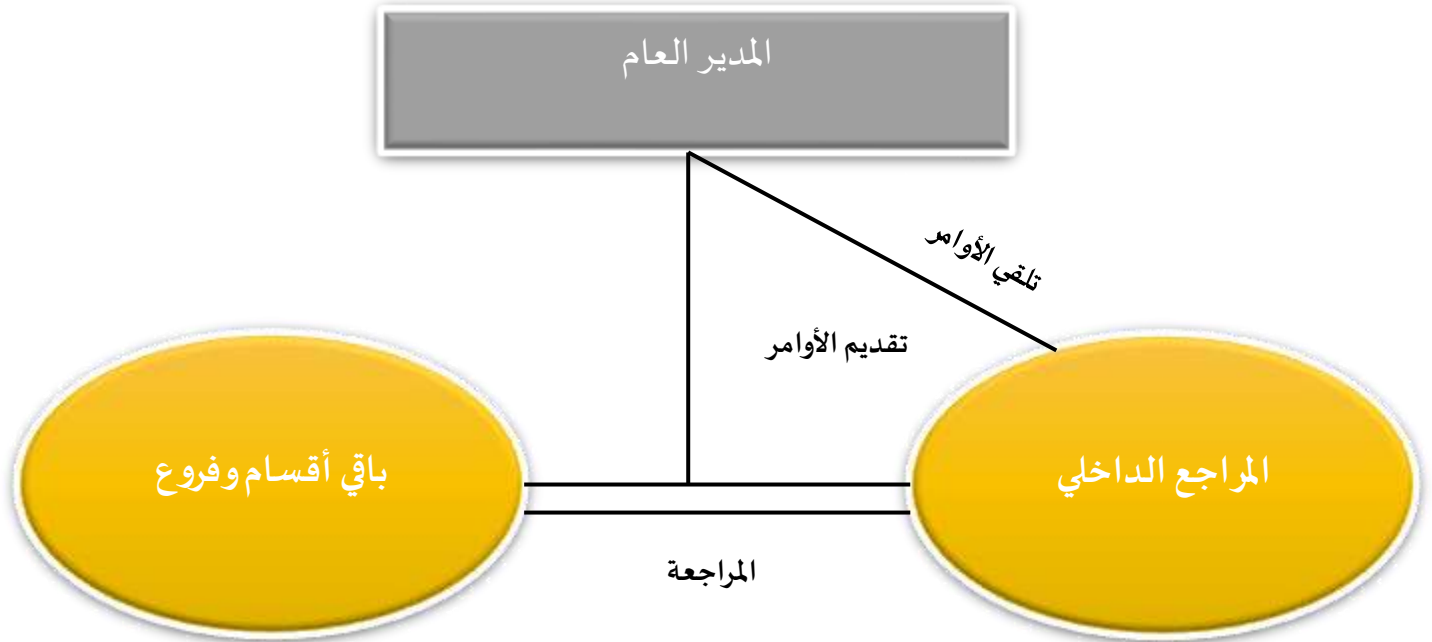 المدير العام
تلقي الأوامر
تقديم الأوامر
المراجع الداخلي
باقي أقسام وفروع
المراجعة